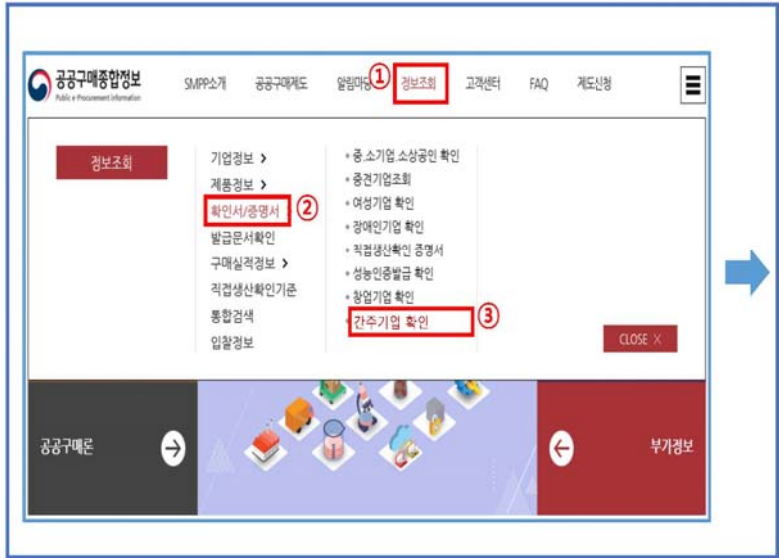 공공구매종합정보
Public e-Procurement Information
SMPP소개 공공구매제도 알림마당 ① 정보조회 고객센터 FAQ 제도신청
정보조회
기업정보 >
제품정보 >
확인서/증명서 ②
발급문서확인
구매실적정보 >
직접생산확인기준
통합검색
입찰정보
• 중.소기업.소상공인 확인
• 중견기업조회
• 여성기업 확인
• 장애인기업 확인
• 직접생산확인 증명서
• 성능인증발급 확인
• 창업기업 확인
• 간주기업 확인 ③
CLOSE X
공공구매론
부가정보